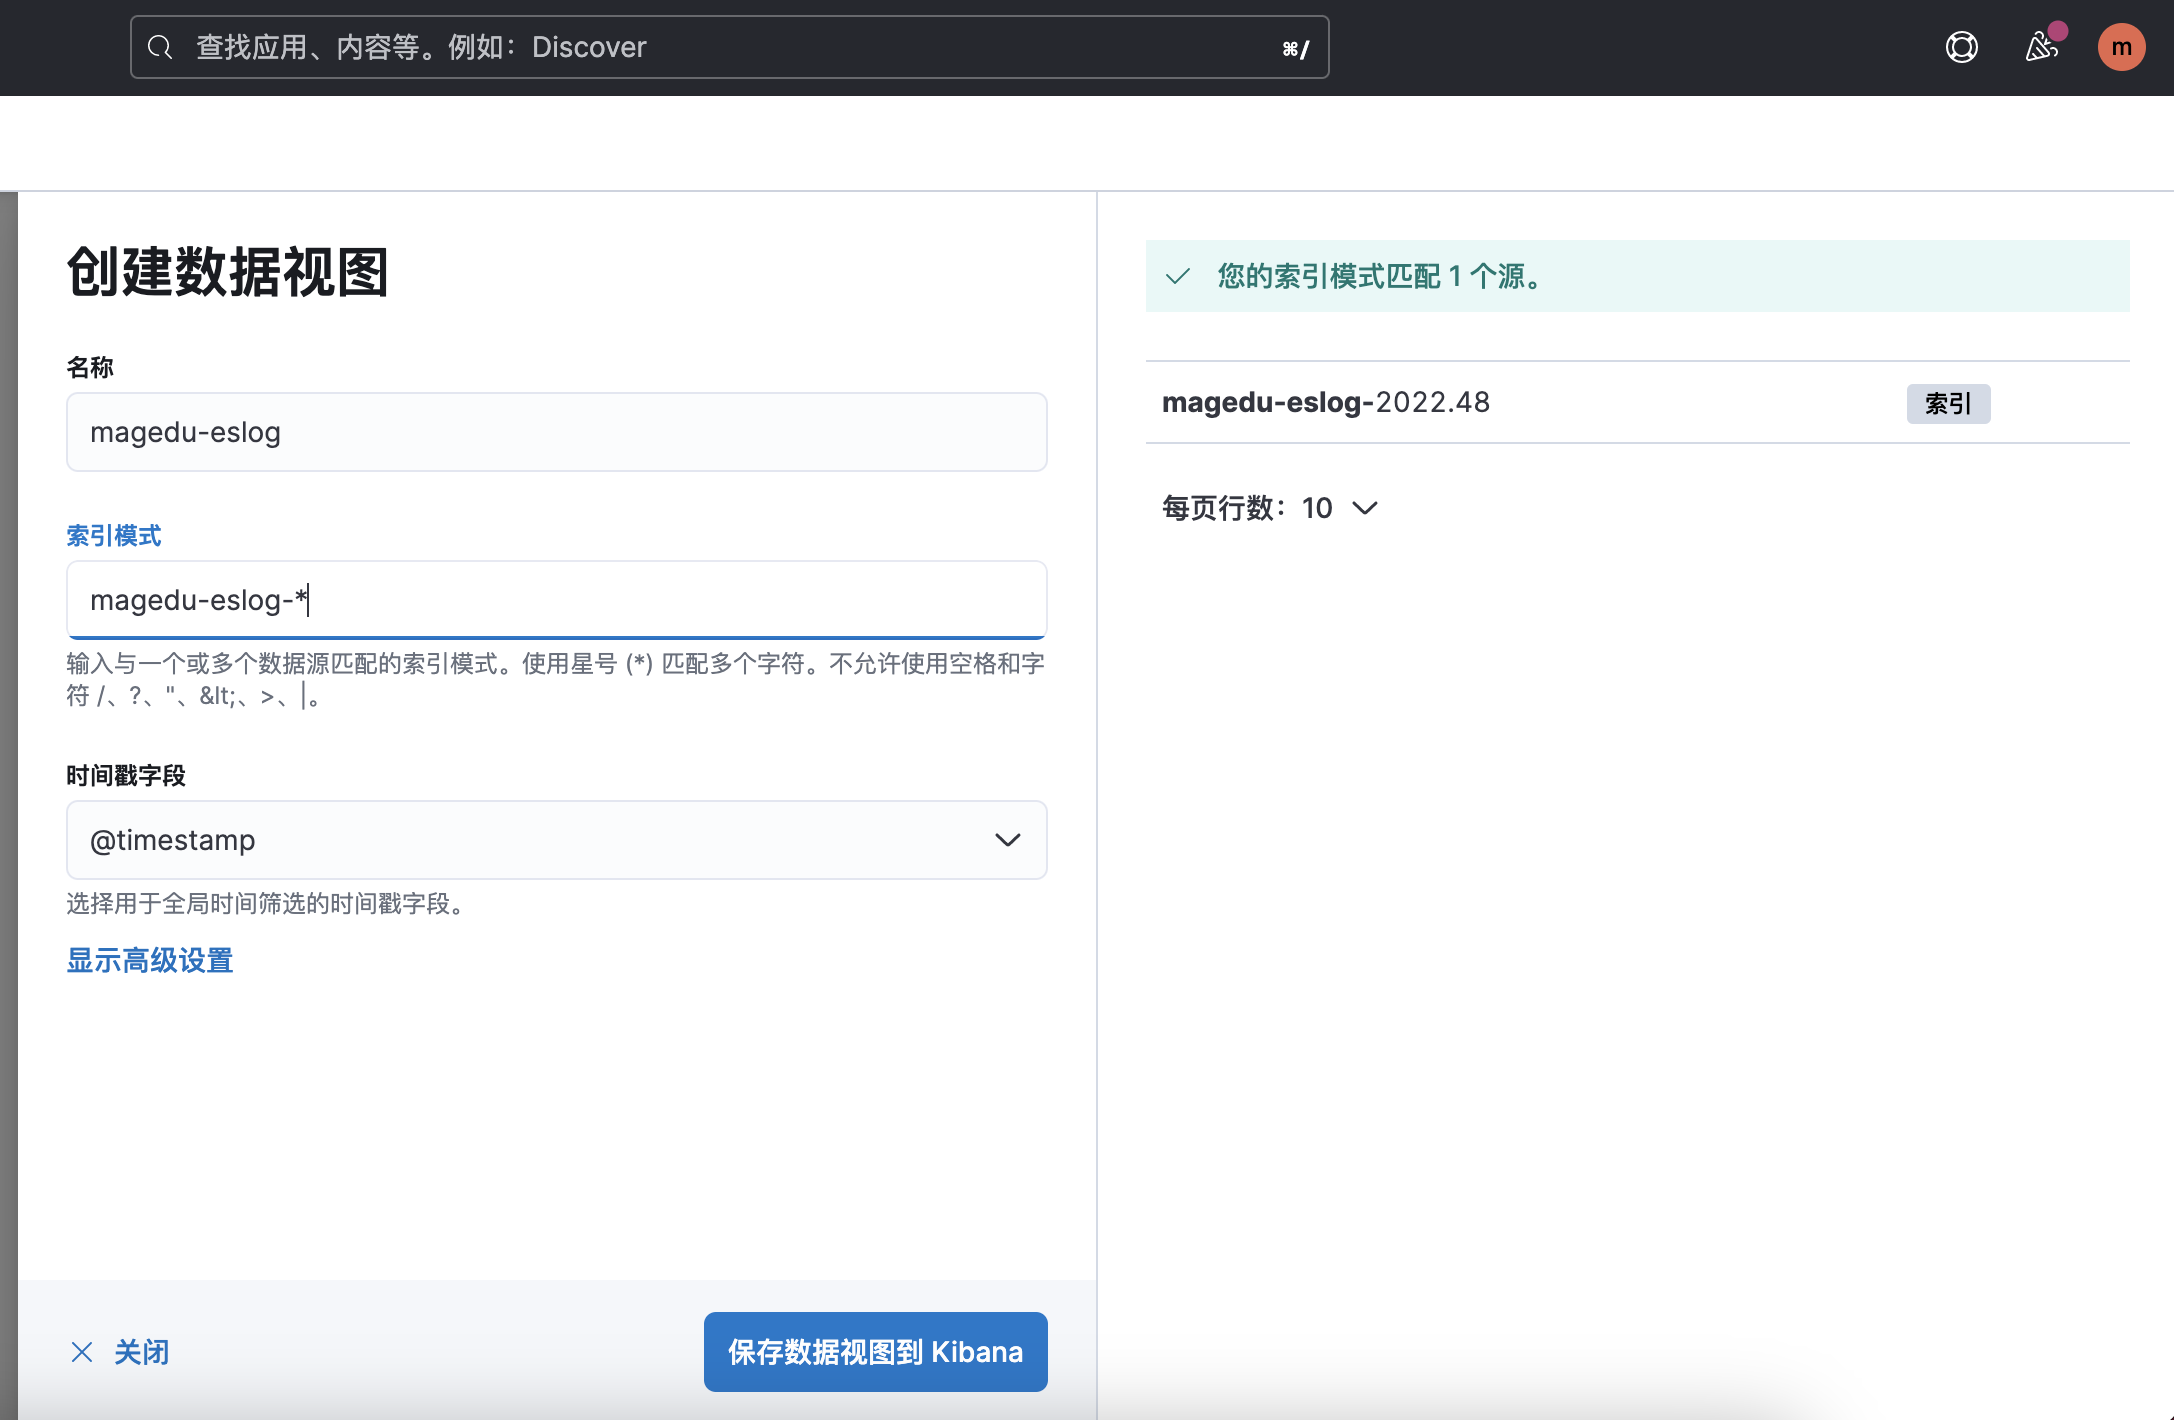 查找应用、内容等。例如：Discover
⌘/
m
创建数据视图
名称
magedu-eslog
索引模式
magedu-eslog-*
输入与一个或多个数据源匹配的索引模式。使用星号 (*) 匹配多个字符。不允许使用空格和字
符 /、?、"、&lt;、>、|。
时间戳字段
@timestamp
选择用于全局时间筛选的时间戳字段。
显示高级设置
关闭
保存数据视图到 Kibana
您的索引模式匹配 1 个源。
magedu-eslog-2022.48
索引
每页行数：10